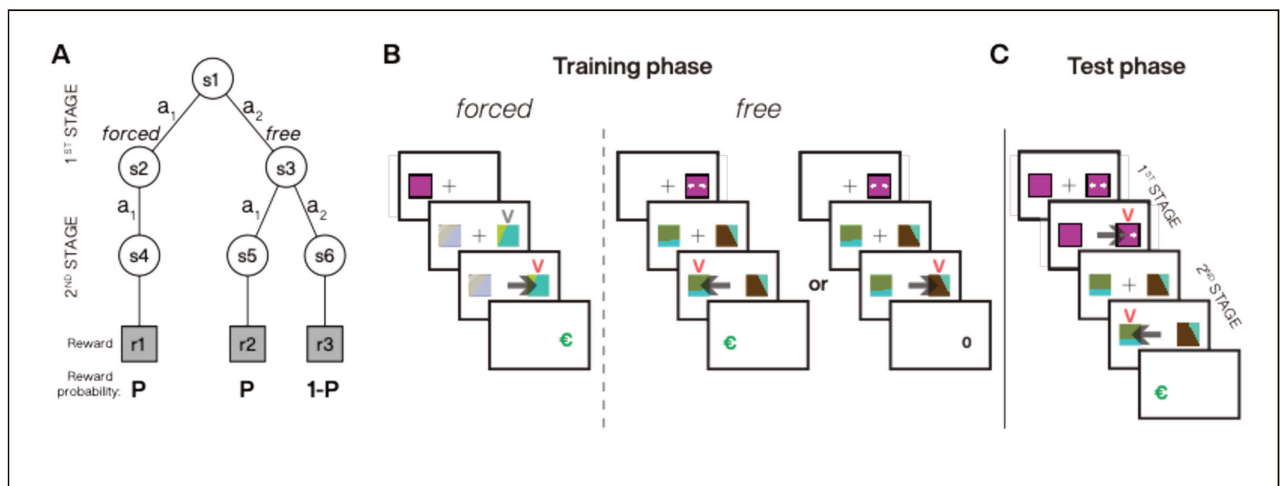 A
1ST STAGE
2ND STAGE
s1
a1
a2
forced
free
s2
s3
a1
a1
a2
s4
s5
s6
Reward
r1
r2
r3
Reward
probability:
P
P
1-P
B
Training phase
forced
free
V
V
€
V
€
or
V
0
C
Test phase
1ST STAGE
V
2ND STAGE
V
€